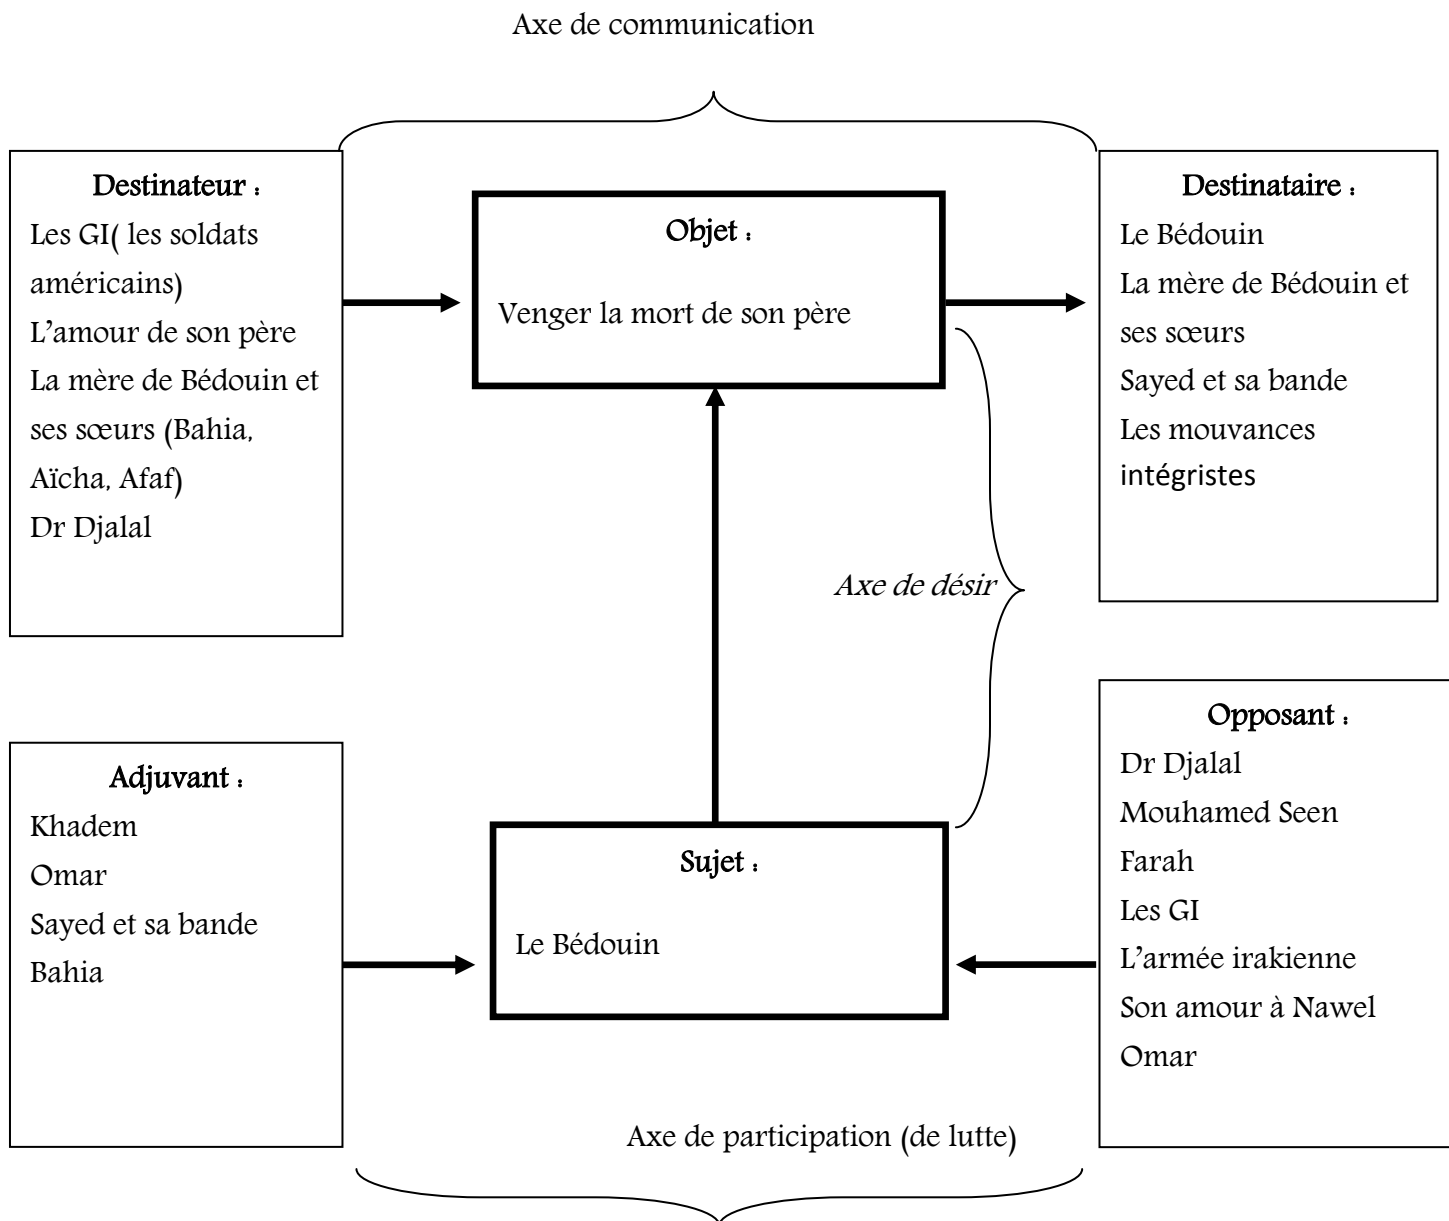 Axe de communication
Destinateur :
Les GI( les soldats
américains)
L'amour de son père
La mère de Bédouin et
ses sœurs (Bahia,
Aïcha, Afaf)
Dr Djalal
Objet :
Venger la mort de son père
Destinataire :
Le Bédouin
La mère de Bédouin et
ses sœurs
Sayed et sa bande
Les mouvances
intégristes
Axe de désir
Adjuvant :
Khadem
Omar
Sayed et sa bande
Bahia
Sujet :
Le Bédouin
Opposant :
Dr Djalal
Mouhamed Seen
Farah
Les GI
L'armée irakienne
Son amour à Nawel
Omar
Axe de participation (de lutte)